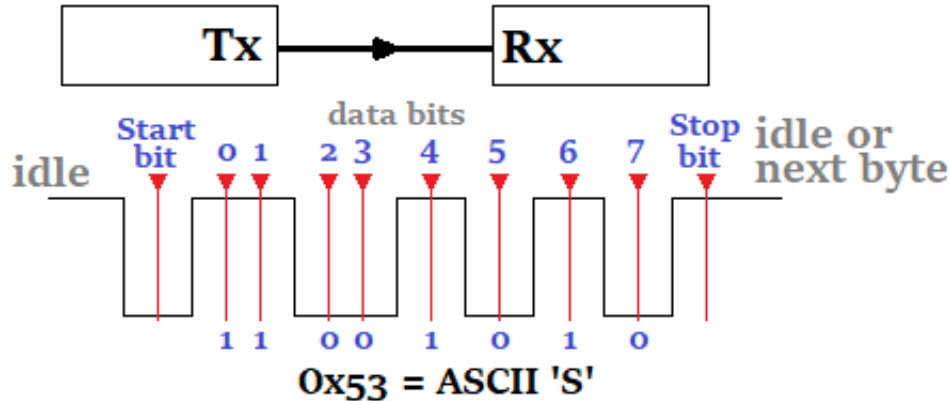 Tx Rx
data bits
Start bit
0 1 2 3 4 5 6 7
Stop bit
idle
idle or
next byte
1 1 0 0 1 0 1 0
0x53 = ASCII 'S'